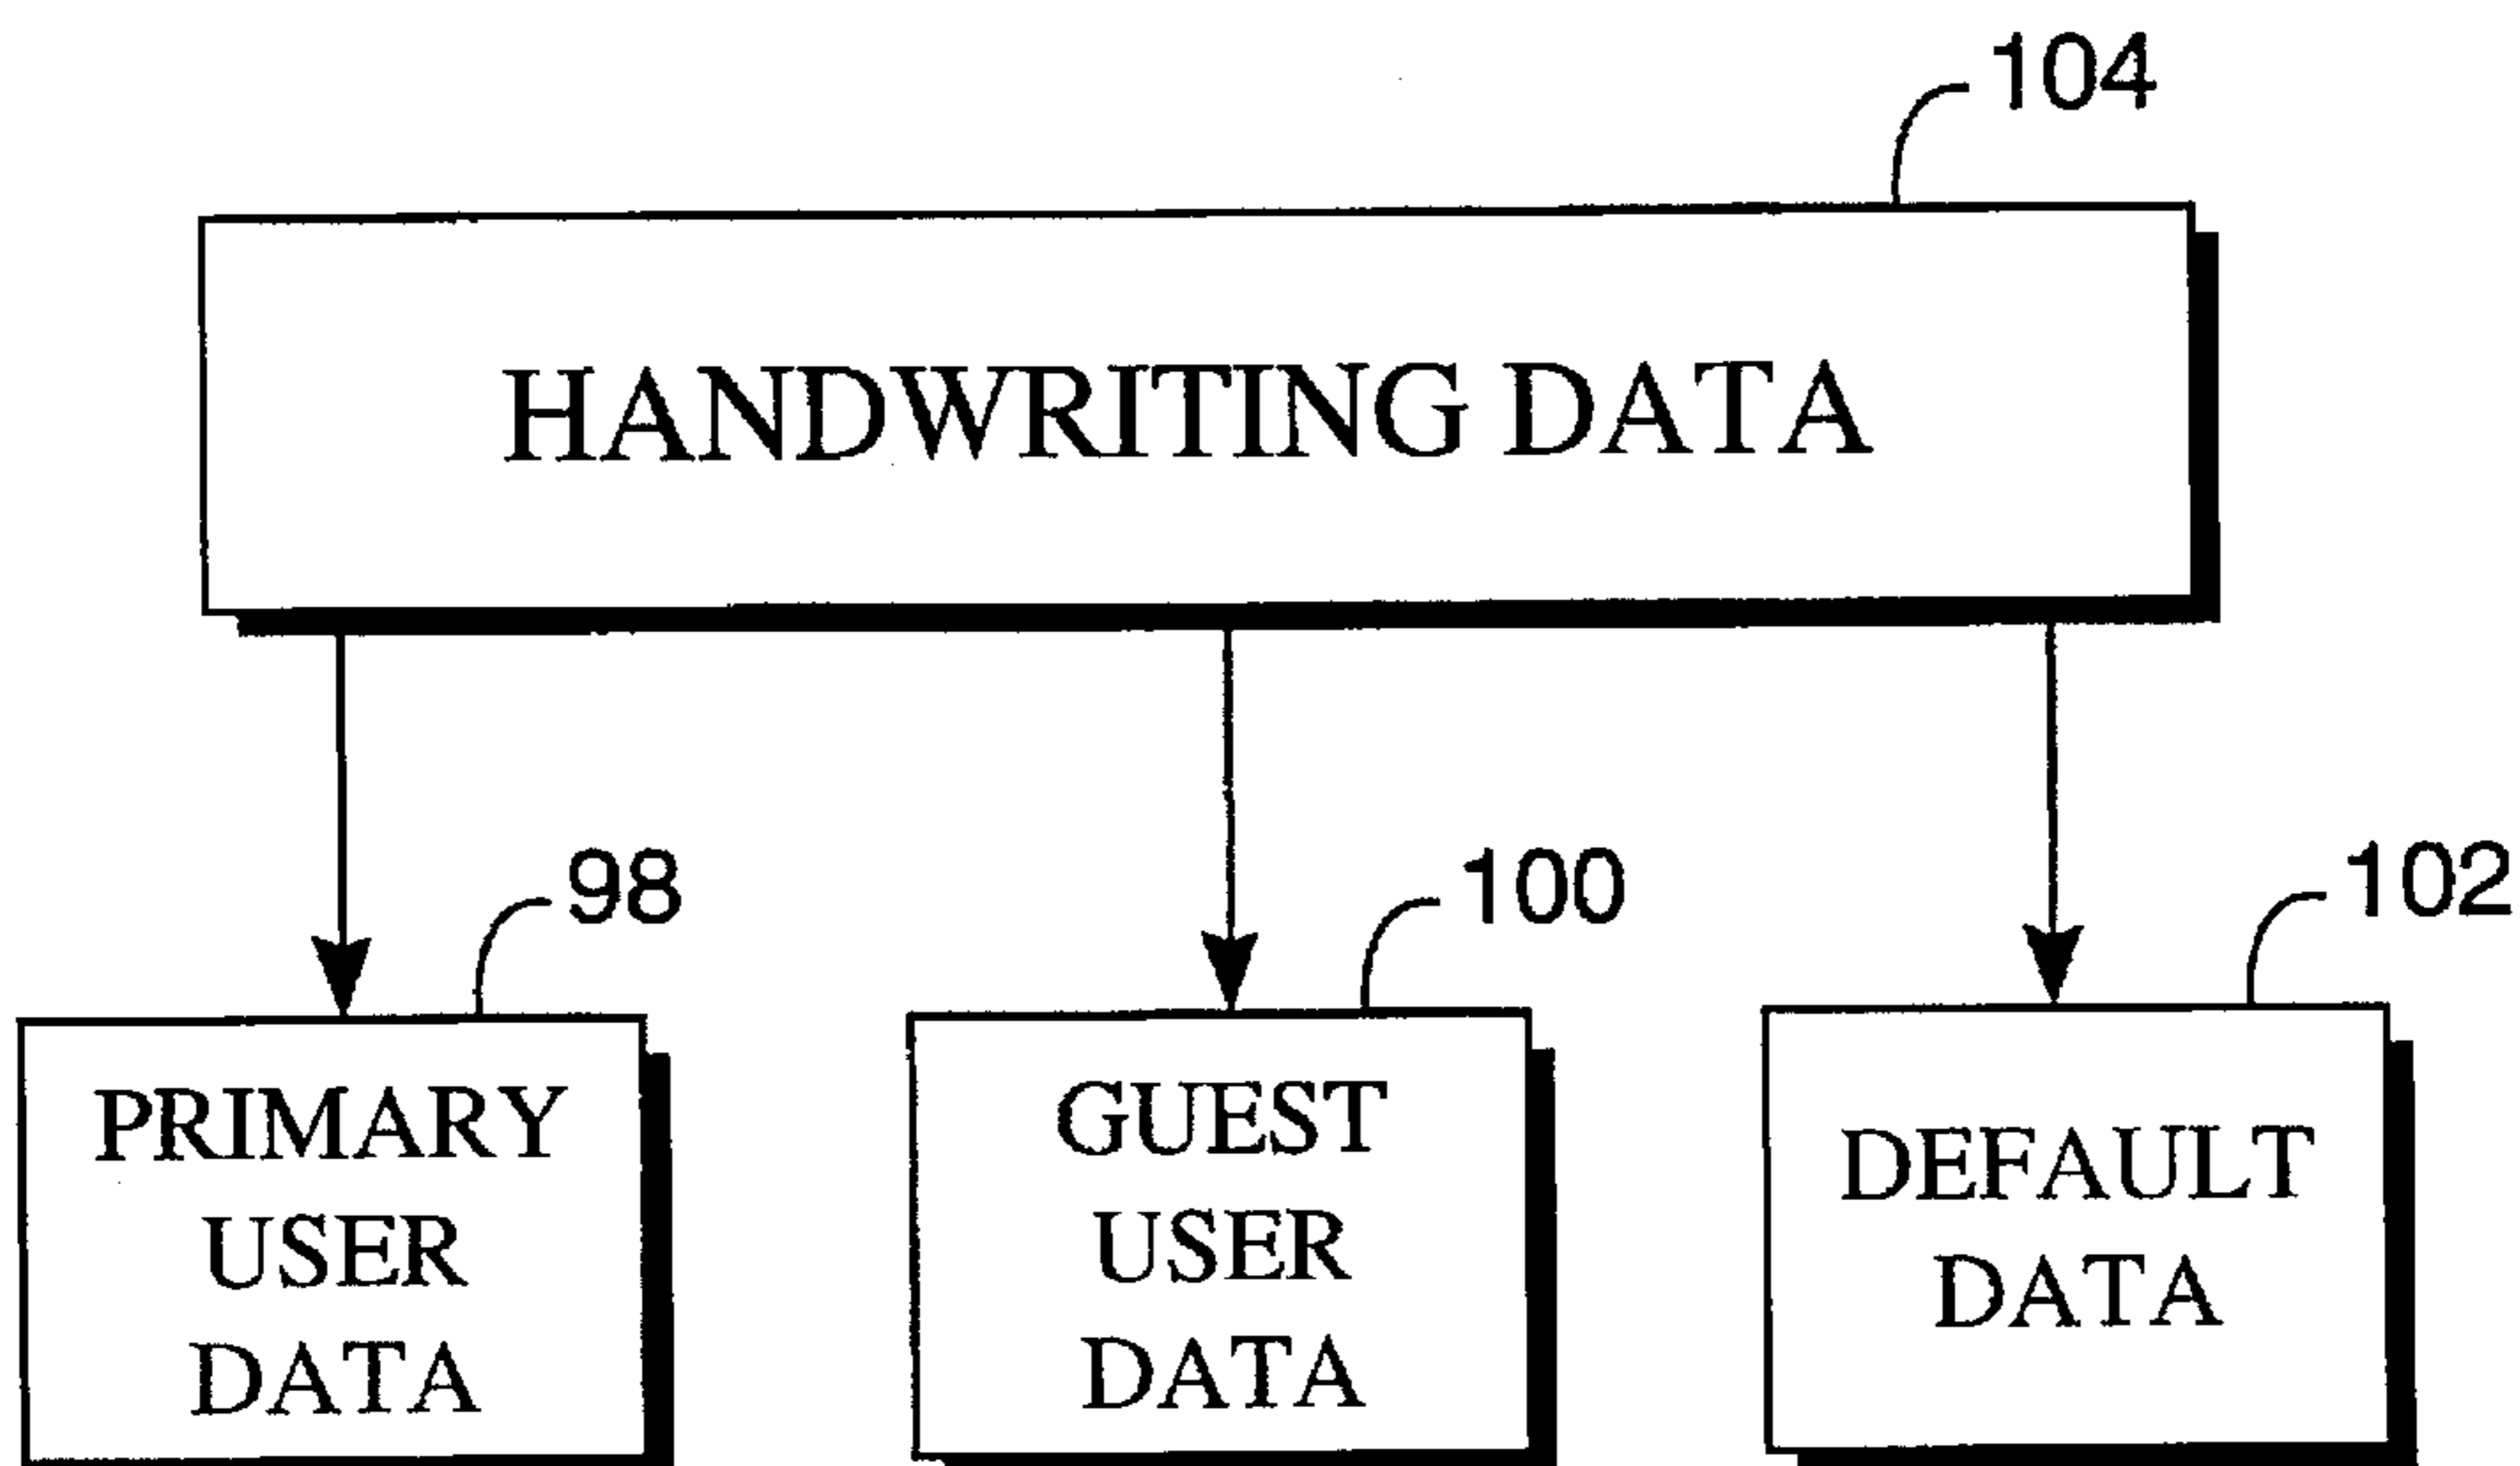 104
HANDWRITING DATA
98
100
102
PRIMARY
USER
DATA
GUEST
USER
DATA
DEFAULT
DATA